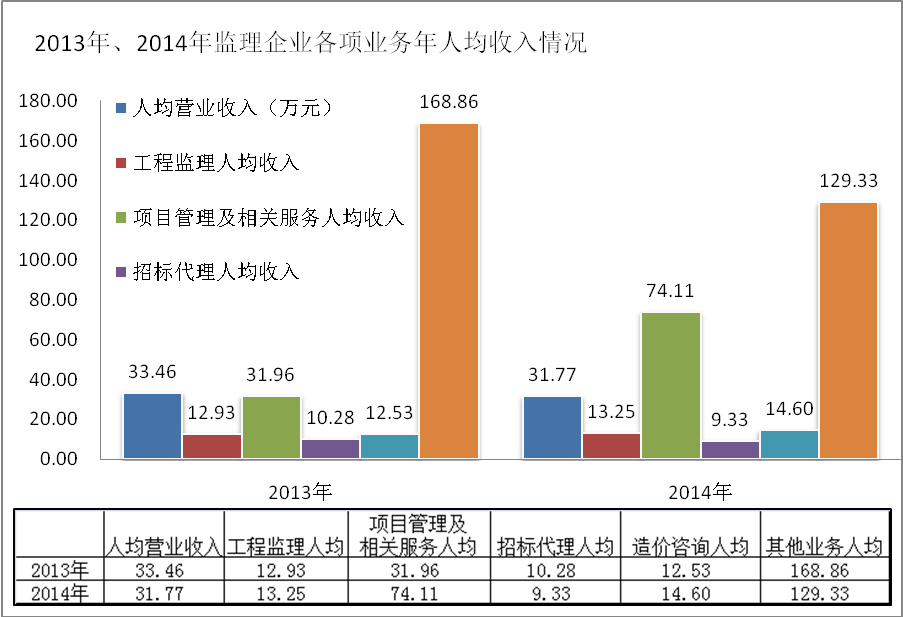 2013年、2014年监理企业各项业务年人均收入情况
180.00
160.00
140.00
120.00
100.00
80.00
60.00
40.00
20.00
0.00
人均营业收入（万元）
工程监理人均收入
项目管理及相关服务人均收入
招标代理人均收入
33.46
12.93
31.96
10.28
12.53
168.86
31.77
13.25
74.11
9.33
14.60
129.33
2013年
2014年
人均营业收入 工程监理人均 项目管理及相关服务人均 招标代理人均 造价咨询人均 其他业务人均
2013年 33.46 12.93 31.96 10.28 12.53 168.86
2014年 31.77 13.25 74.11 9.33 14.60 129.33